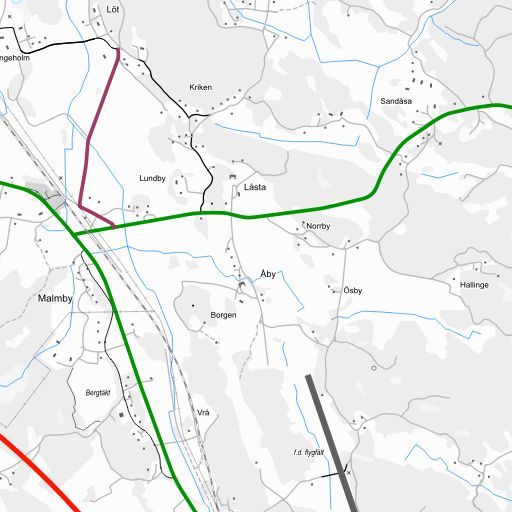 Löt
ngeholm
Kriken
Sandåsa
Lundby
Låsta
Norrby
Åby
Ösby
Hallinge
Malmby
Borgen
Bergtäkt
Vrå
f.d. flygfält